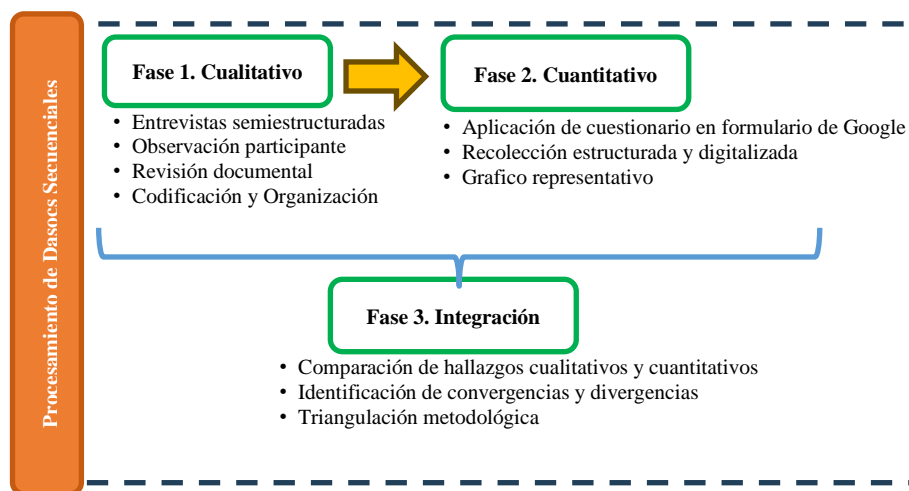 Procesamiento de Dasocs Secuenciales
Fase 1. Cualitativo
• Entrevistas semiestructuradas
• Observación participante
• Revisión documental
• Codificación y Organización
Fase 2. Cuantitativo
• Aplicación de cuestionario en formulario de Google
• Recolección estructurada y digitalizada
• Grafico representativo
Fase 3. Integración
• Comparación de hallazgos cualitativos y cuantitativos
• Identificación de convergencias y divergencias
• Triangulación metodológica